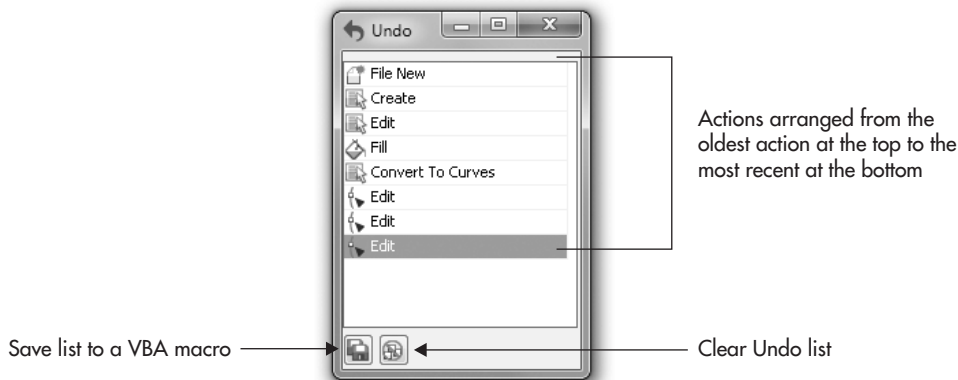 Undo
File New
Create
Edit
Fill
Convert To Curves
Edit
Edit
Edit
Actions arranged from the
oldest action at the top to the
most recent at the bottom
Save list to a VBA macro
Clear Undo list